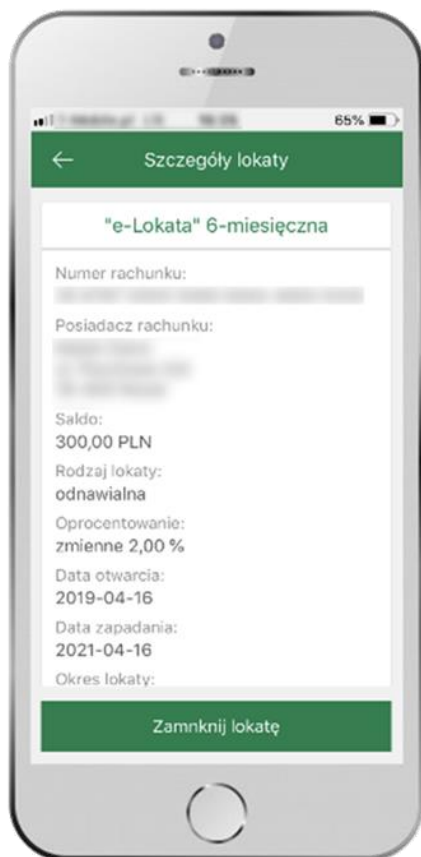 65%
Szczegóły lokaty
"e-Lokata" 6-miesięczna
Numer rachunku:
Posiadacz rachunku:
Saldo:
300,00 PLN
Rodzaj lokaty:
odnawialna
Oprocentowanie:
zmienne 2,00 %
Data otwarcia:
2019-04-16
Data zapadania:
2021-04-16
Okres lokaty:
Zamnknij lokatę